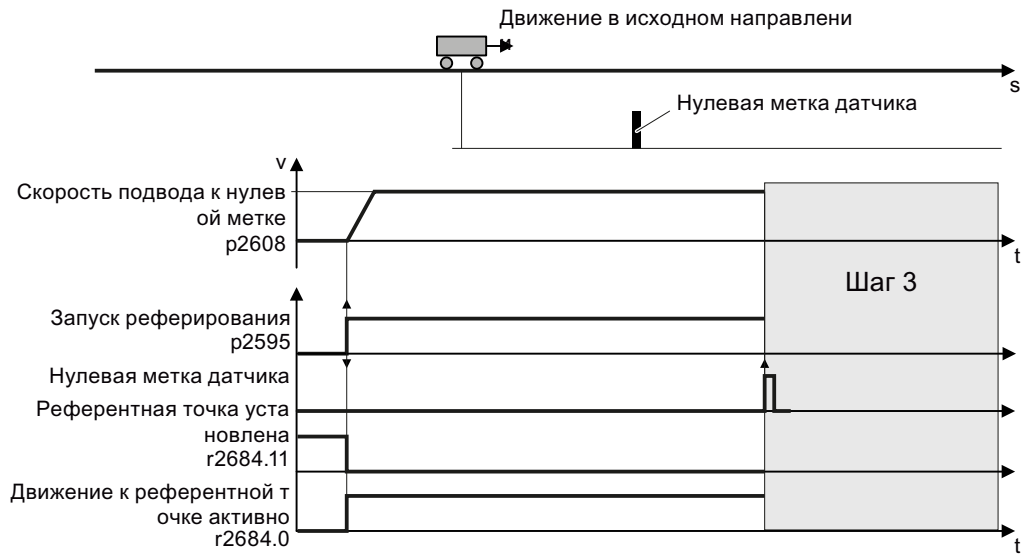 Движение в исходном направлени
s
Нулевая метка датчика
v
Скорость подвода к нулев
ой метке
p2608
t
Шаг 3
Запуск реферирования
p2595
Нулевая метка датчика
Референтная точка уста
новлена
r2684.11
Движение к референтной т
очке активно
r2684.0
t